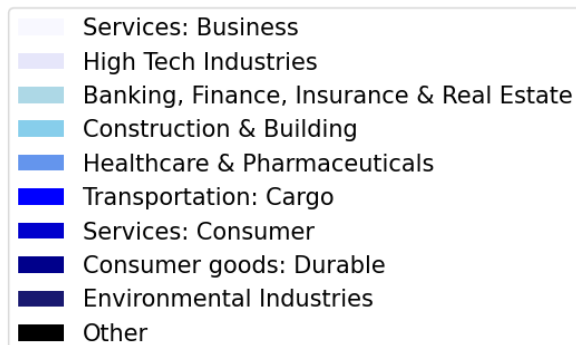 Services: Business
High Tech Industries
Banking, Finance, Insurance & Real Estate
Construction & Building
Healthcare & Pharmaceuticals
Transportation: Cargo
Services: Consumer
Consumer goods: Durable
Environmental Industries
Other